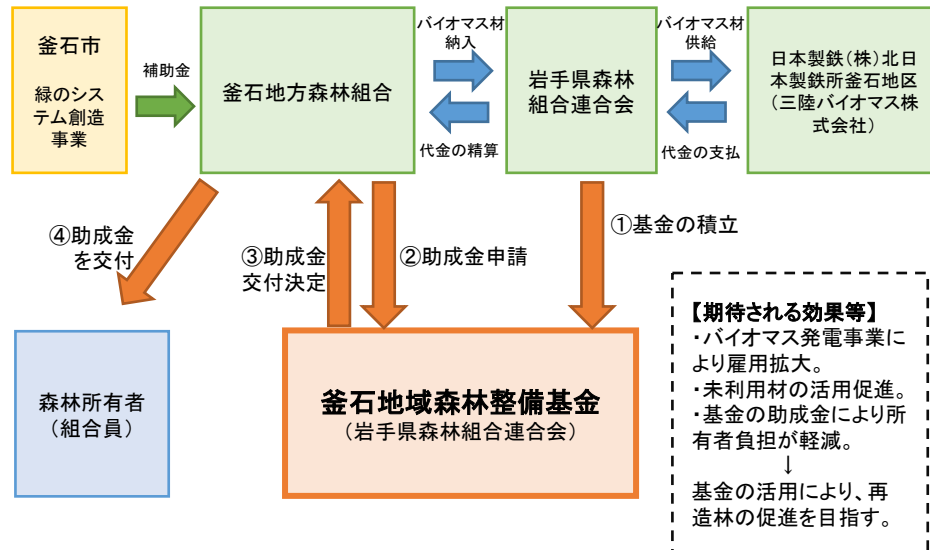 釜石市
緑のシス
テム創造
事業
補助金
釜石地方森林組合
バイオマス材
納入
代金の精算
岩手県森林
組合連合会
バイオマス材
供給
代金の支払
日本製鉄(株)北日
本製鉄所釜石地区
(三陸バイオマス株
式会社)
④助成金
を交付
③助成金
交付決定
②助成金申請
①基金の積立
森林所有者
(組合員)
釜石地域森林整備基金
(岩手県森林組合連合会)
【期待される効果等】
・バイオマス発電事業に
より雇用拡大。
・未利用材の活用促進。
・基金の助成金により所
有者負担が軽減。
↓
基金の活用により、再
造林の促進を目指す。